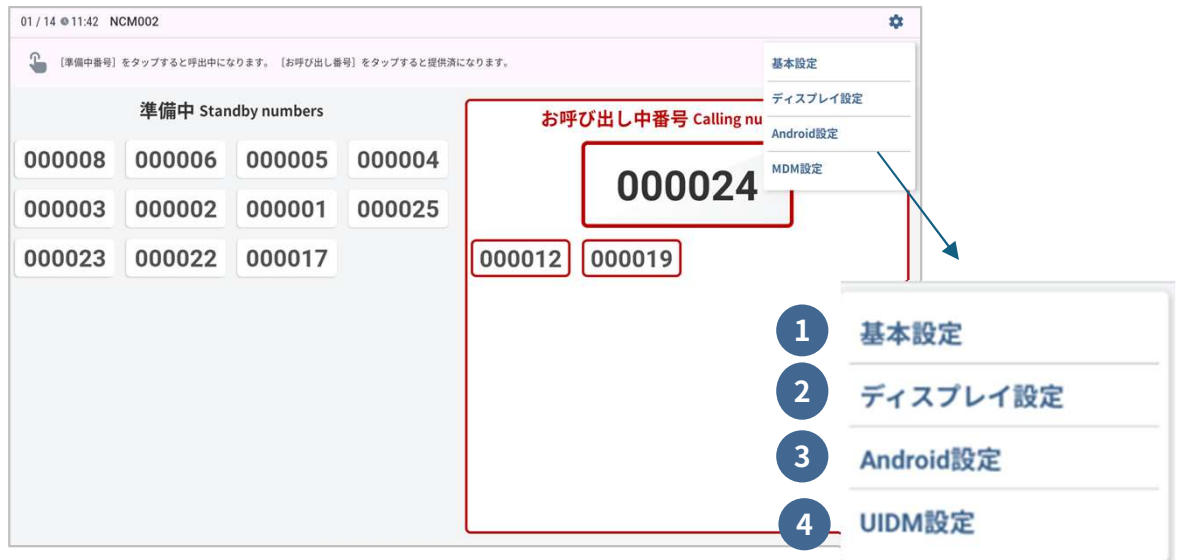 01 / 14 11:42 NCM002
［準備中番号］をタップすると呼出中になります。［お呼び出し番号］をタップすると提供済になります。
基本設定
ディスプレイ設定
Android設定
MDM設定
準備中 Standby numbers
000008 000006 000005 000004
000003 000002 000001 000025
000023 000022 000017
お呼び出し中番号 Calling nu
000024
000012 000019
1 基本設定
2 ディスプレイ設定
3 Android設定
4 UIDM設定